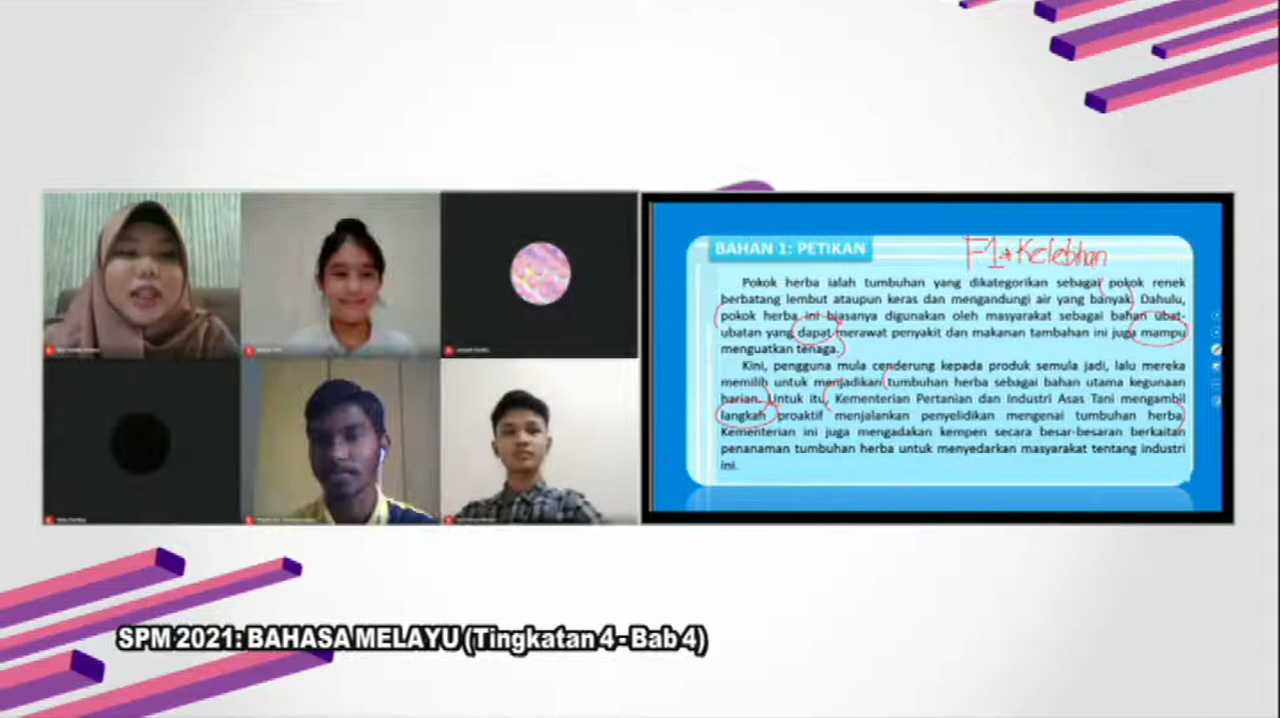 BAHAN 1: PETIKAN
F1→ Kelebihan
Pokok herba ialah tumbuhan yang dikategorikan sebagai pokok renek
berbatang lembut ataupun keras dan mengandungi air yang banyak. Dahulu,
pokok herba ini biasanya digunakan oleh masyarakat sebagai bahan ubat-
ubatan yang dapat merawat penyakit dan makanan tambahan ini juga mampu
menguatkan tenaga.
Kini, pengguna mula cenderung kepada produk semula jadi, lalu mereka
memilih untuk menjadikan tumbuhan herba sebagai bahan utama kegunaan
harian. Untuk itu, Kementerian Pertanian dan Industri Asas Tani mengambil
langkah proaktif menjalankan penyelidikan mengenai tumbuhan herba.
Kementerian ini juga mengadakan kempen secara besar-besaran berkaitan
penanaman tumbuhan herba untuk menyedarkan masyarakat tentang industri
ini.
SPM 2021: BAHASA MELAYU (Tingkatan 4 - Bab 4)